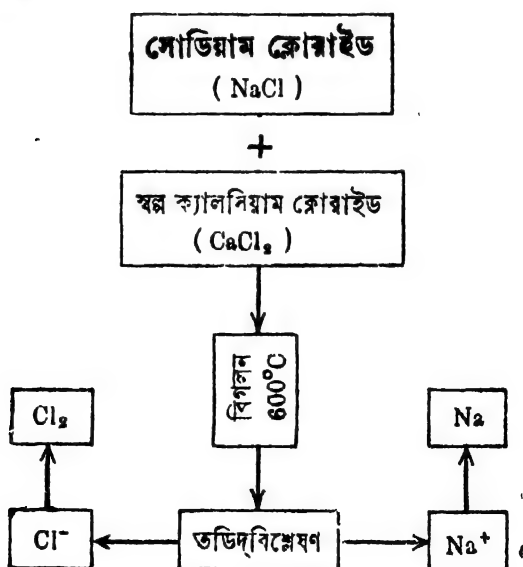 সোডিয়াম ক্লোরাইড
( NaCl )
+
স্বল্প ক্যালসিয়াম ক্লোরাইড
( CaCl₂ )
বিগলন
600°C
Cl₂
Na
Cl⁻
তড়িদ্‌বিশ্লেষণ
Na⁺